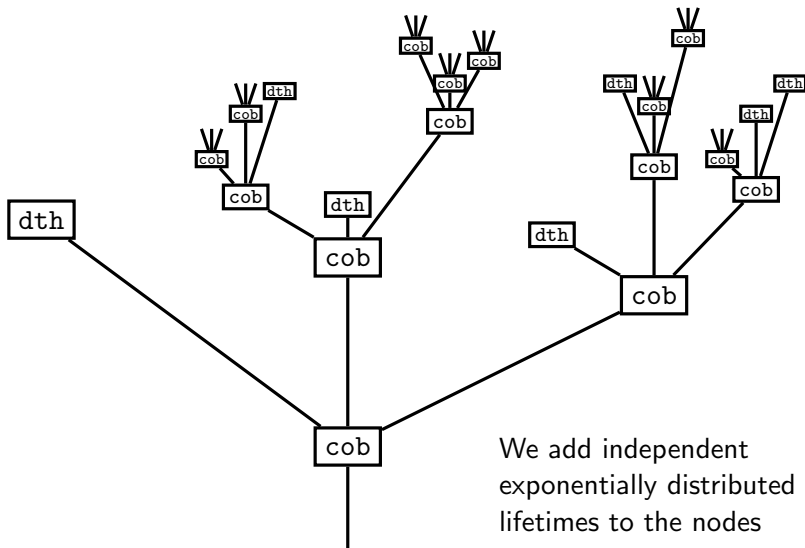 cob
cob
cob
cob
dth
dth
dth
cob
cob
dth
cob
cob
cob
cob
cob
cob
dth
dth
dth
cob
cob
cob
We add independent
exponentially distributed
lifetimes to the nodes